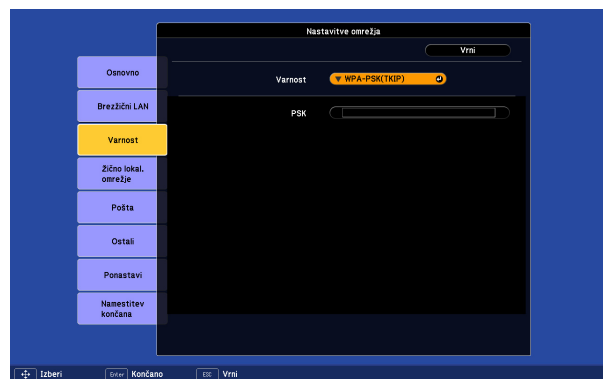 Nastavitve omrežja
Vrni
Osnovno
Varnost
WPA-PSK(TKIP)
Brezžični LAN
PSK
Varnost
Žično lokal.
omrežje
Pošta
Ostali
Ponastavi
Namestitev
končana
Izberi
Enter Končano
ESC Vrni